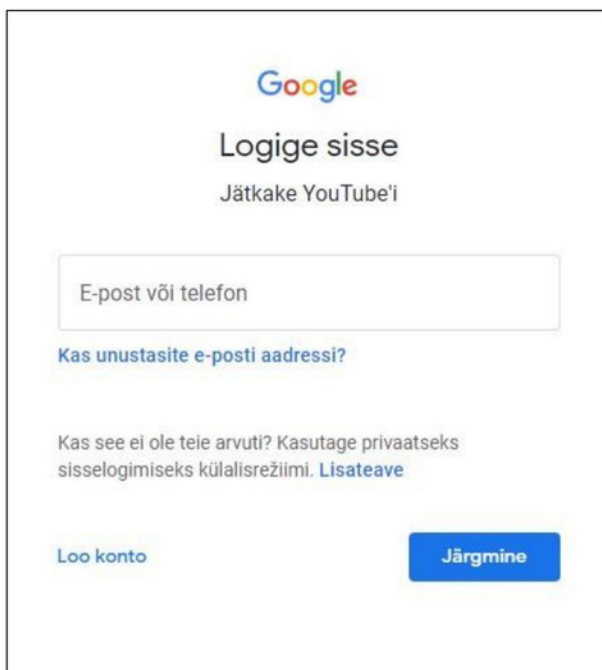 Google
Logige sisse
Jätkake YouTube'i
E-post või telefon
Kas unustasite e-posti aadressi?
Kas see ei ole teie arvuti? Kasutage privaatseks
sisselogimiseks külalisrežiimi. Lisateave
Loo konto
Järgmine